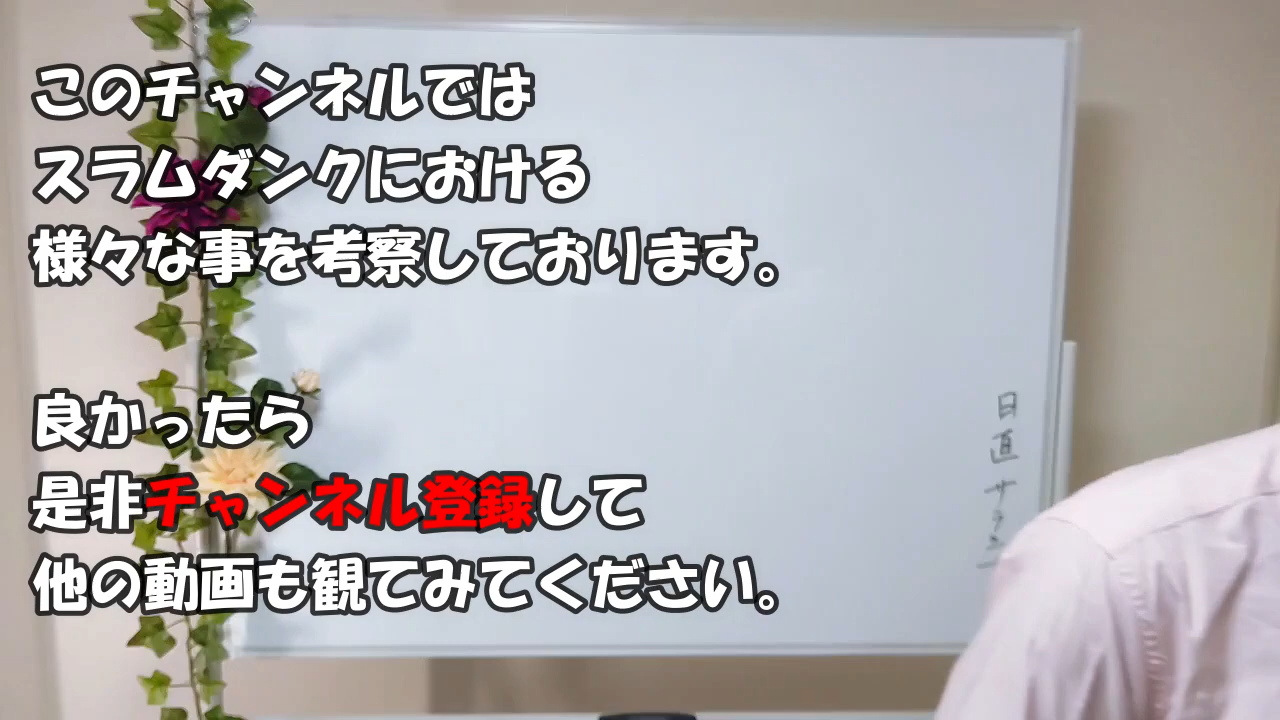 このチャンネルでは
スラムダンクにおける
様々な事を考察しております。
良かったら
是非チャンネル登録して
他の動画も観てみてください。
日直